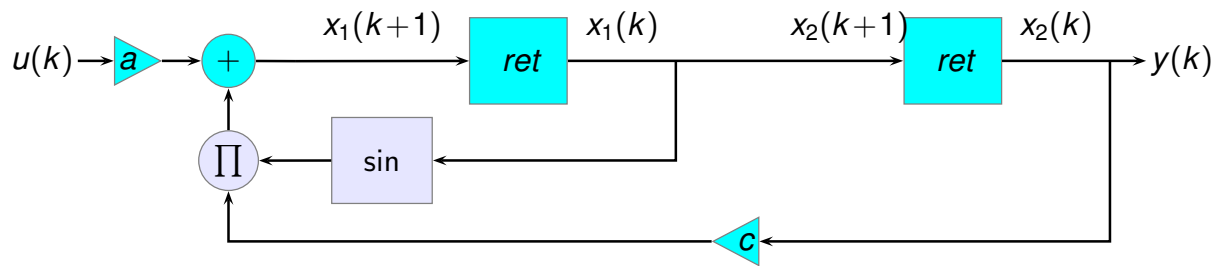 x₁(k+1) ret x₁(k) x₂(k+1) ret x₂(k)
u(k) a + y(k)
∏ sin
c